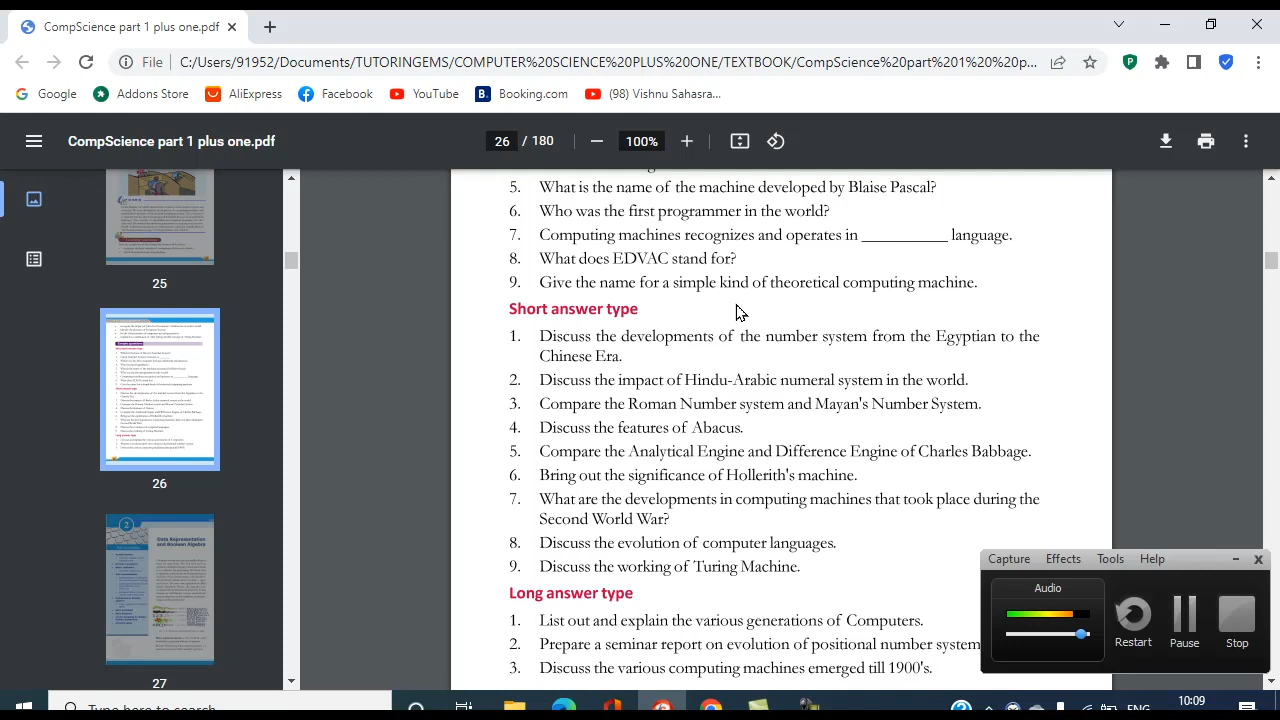 CompScience part 1 plus one.pdf
File C:/Users/91952/Documents/TUTORINGEMS/COMPUTER%20SCIENCE%20PLUS%20ONE/TEXTBOOK/CompScience%20part%201%20%20p...
Google Addons Store AliExpress Facebook YouTube Booking.com (98) Vishnu Sahasra...
CompScience part 1 plus one.pdf 26 / 180 100%
5. What is the name of the machine developed by Blaise Pascal?
6. Who was the first programmer in the world?
7. Computing machines recognizes and operates in ____________ language.
8. What does EDVAC stand for?
9. Give the name for a simple kind of theoretical computing machine.
Short answer type
1. Discuss the developments of the number system from the Egyptian to the
Chinese Era.
2. Discuss the impact of Hindu-Arabic number system in the world.
3. Compare Roman Number System and Mayan's Number System.
4. Discuss the features of Abacus.
5. Compare the Analytical Engine and Difference Engine of Charles Babbage.
6. Bring out the significance of Hollerith's machine.
7. What are the developments in computing machines that took place during the
Second World War?
8. Discuss the evolution of computer languages.
9. Discuss the working of Turing Machine.
Long answer type
1. List out and explain the various generations of Computers.
2. Prepare a seminar report on evolution of positional number system
3. Discuss the various computing machines emerged till 1900's.
25
26
2
Data Representation
and Boolean Algebra
27
Capture Effects Tools Help
Audio
Restart Pause Stop
Type here to search
ENG
10:09